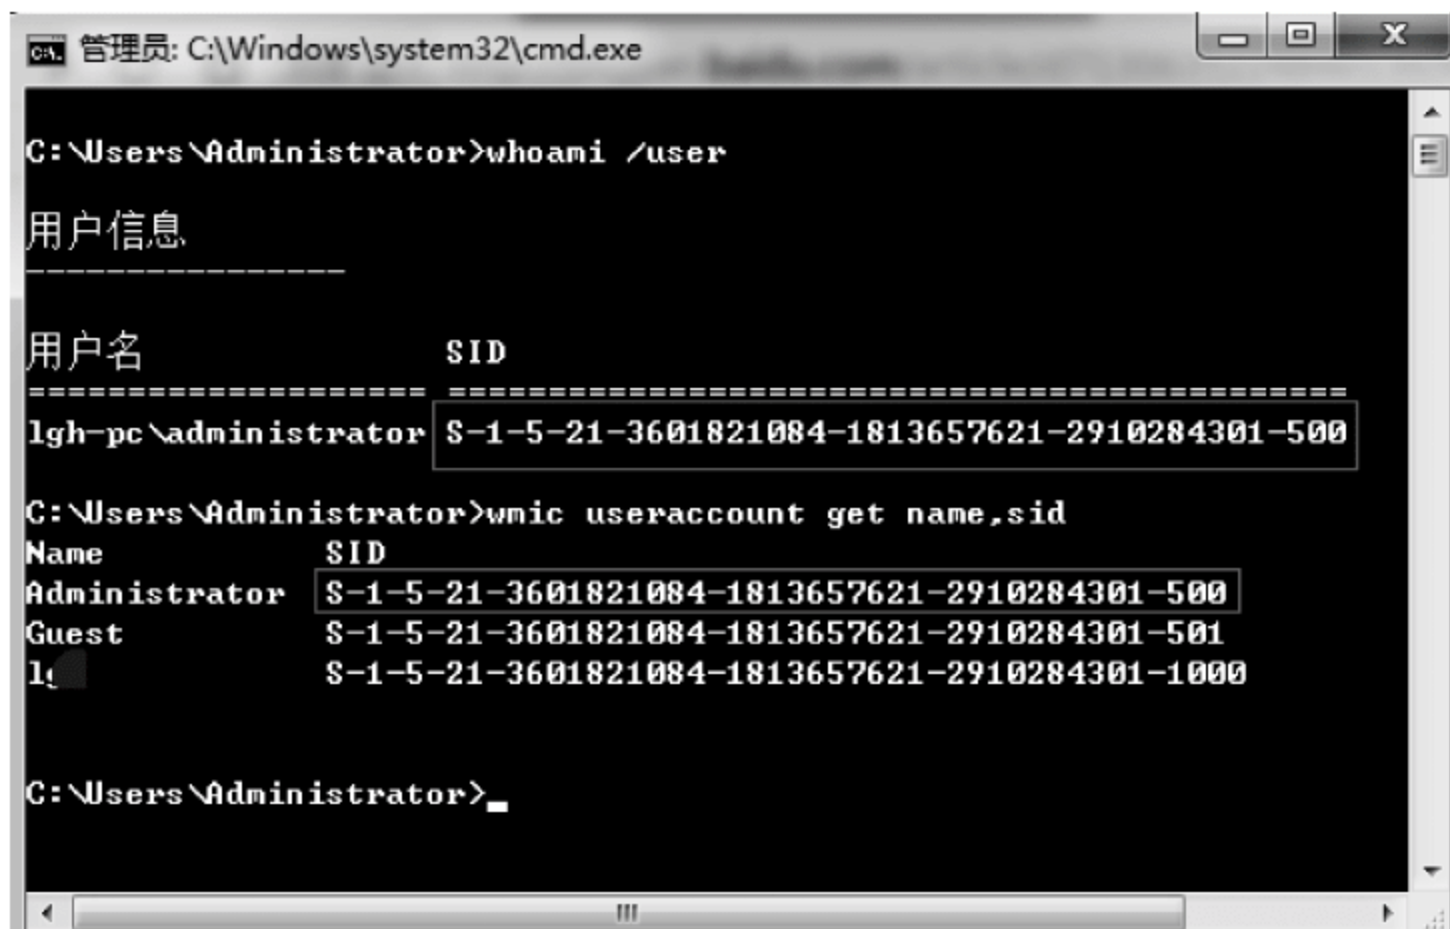 管理员: C:\Windows\system32\cmd.exe
C:\Users\Administrator>whoami /user
用户信息
----------------
用户名 SID
==================== =============================================
lgh-pc\administrator S-1-5-21-3601821084-1813657621-2910284301-500
C:\Users\Administrator>wmic useraccount get name,sid
Name SID
Administrator S-1-5-21-3601821084-1813657621-2910284301-500
Guest S-1-5-21-3601821084-1813657621-2910284301-501
S-1-5-21-3601821084-1813657621-2910284301-1000
C:\Users\Administrator>